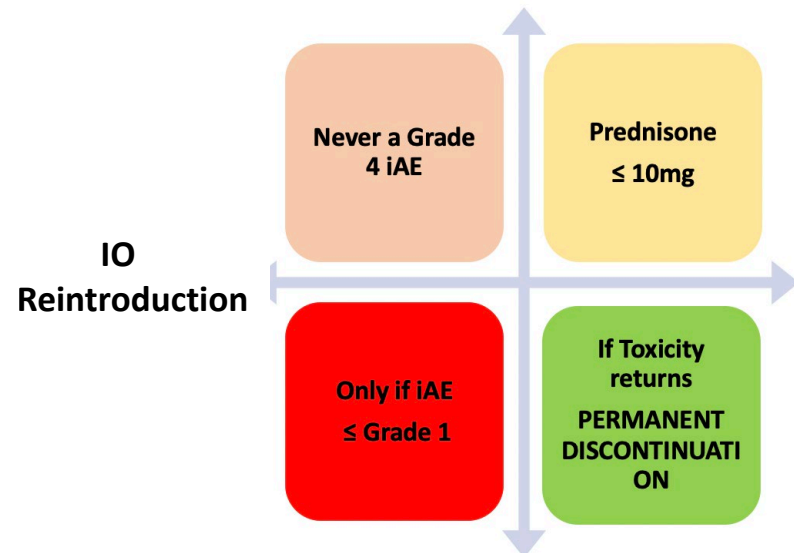 Never a Grade
4 iAE
Prednisone
≤ 10mg
IO
Reintroduction
Only if iAE
≤ Grade 1
If Toxicity
returns
PERMANENT
DISCONTINUATI
ON